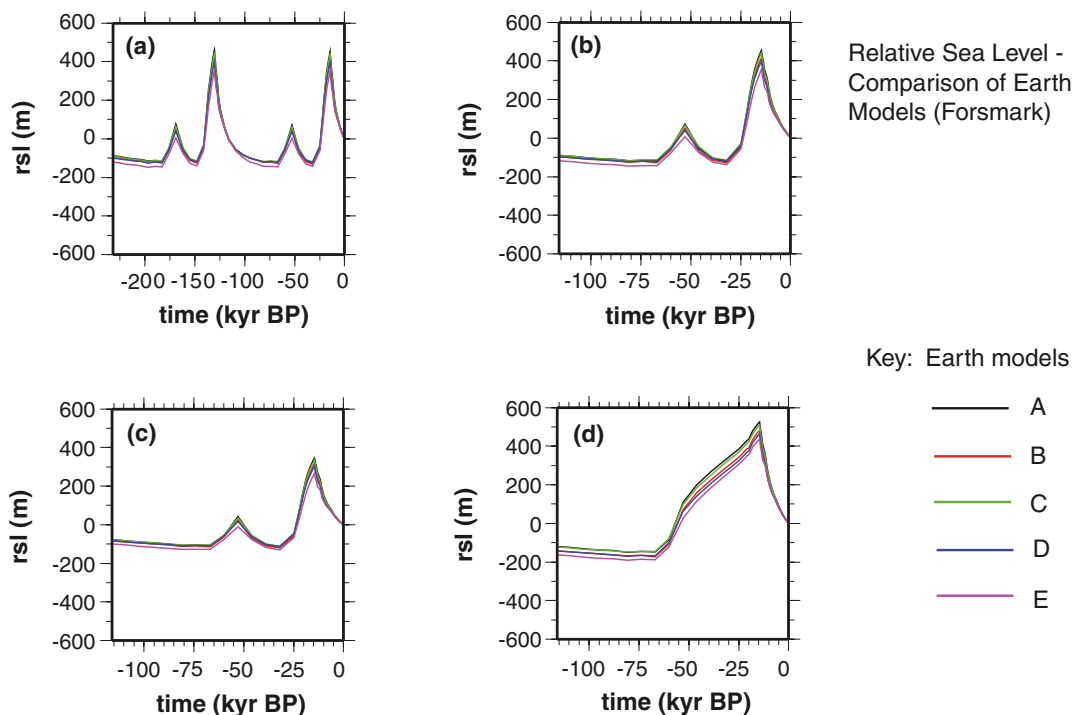 (a)
600
400
200
0
-200
-400
-600
rsl (m)
-200 -150 -100 -50 0
time (kyr BP)
(b)
600
400
200
0
-200
-400
-600
rsl (m)
-100 -75 -50 -25 0
time (kyr BP)
Relative Sea Level -
Comparison of Earth
Models (Forsmark)
(c)
600
400
200
0
-200
-400
-600
rsl (m)
-100 -75 -50 -25 0
time (kyr BP)
(d)
600
400
200
0
-200
-400
-600
rsl (m)
-100 -75 -50 -25 0
time (kyr BP)
Key: Earth models
A
B
C
D
E